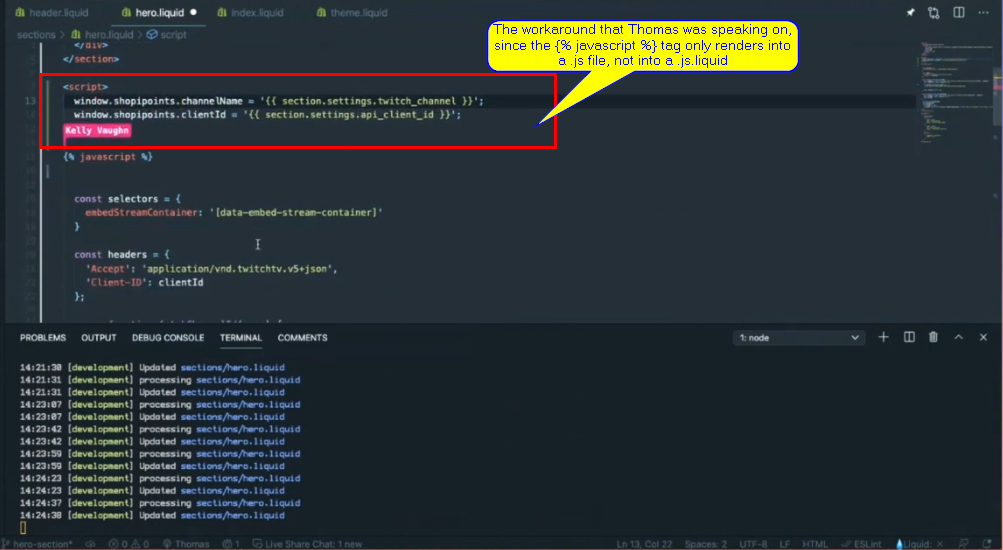 header.liquid hero.liquid index.liquid theme.liquid
sections > hero.liquid > script
The workaround that Thomas was speaking on,
since the {% javascript %} tag only renders into
a .js file, not into a .js.liquid
</div>
</section>
<script>
13 window.shopipoints.channelName = '{{ section.settings.twitch_channel }}';
window.shopipoints.clientId = '{{ section.settings.api_client_id }}';
Kelly Vaughn
{% javascript %}
const selectors = {
embedStreamContainer: '[data-embed-stream-container]'
}
const headers = {
'Accept': 'application/vnd.twitchtv.v5+json',
'Client-ID': clientId
};
PROBLEMS OUTPUT DEBUG CONSOLE TERMINAL COMMENTS 1: node
14:21:30 [development] Updated sections/hero.liquid
14:21:31 [development] processing sections/hero.liquid
14:21:31 [development] Updated sections/hero.liquid
14:23:07 [development] processing sections/hero.liquid
14:23:07 [development] Updated sections/hero.liquid
14:23:42 [development] processing sections/hero.liquid
14:23:42 [development] Updated sections/hero.liquid
14:23:59 [development] processing sections/hero.liquid
14:23:59 [development] Updated sections/hero.liquid
14:24:23 [development] processing sections/hero.liquid
14:24:23 [development] Updated sections/hero.liquid
14:24:37 [development] processing sections/hero.liquid
14:24:38 [development] Updated sections/hero.liquid
hero-section* 0 0 Thomas 1 Live Share Chat: 1 new Ln 13, Col 22 Spaces: 2 UTF-8 LF HTML ESLint Liquid: